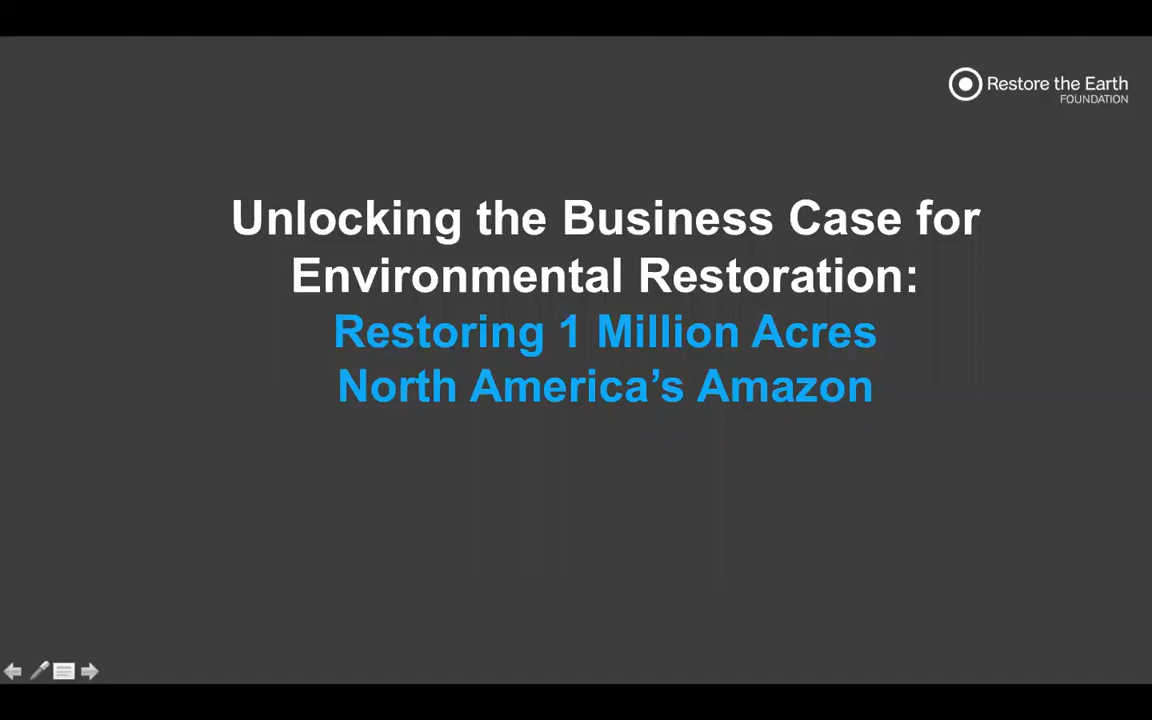 Restore the Earth
FOUNDATION
Unlocking the Business Case for
Environmental Restoration:
Restoring 1 Million Acres
North America’s Amazon